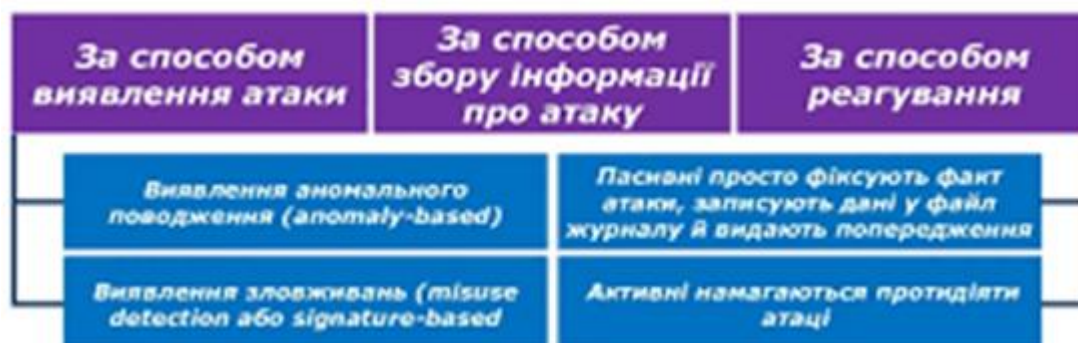 За способом
виявлення атаки
За способом
збору інформації
про атаку
За способом
реагування
Виявлення аномального
поводження (anomaly-based)
Пасивні просто фіксують факт
атаки, записують дані у файл
журналу й видають попередження
Виявлення зловживань (misuse
detection або signature-based
Активні намагаються протидіяти
атаці